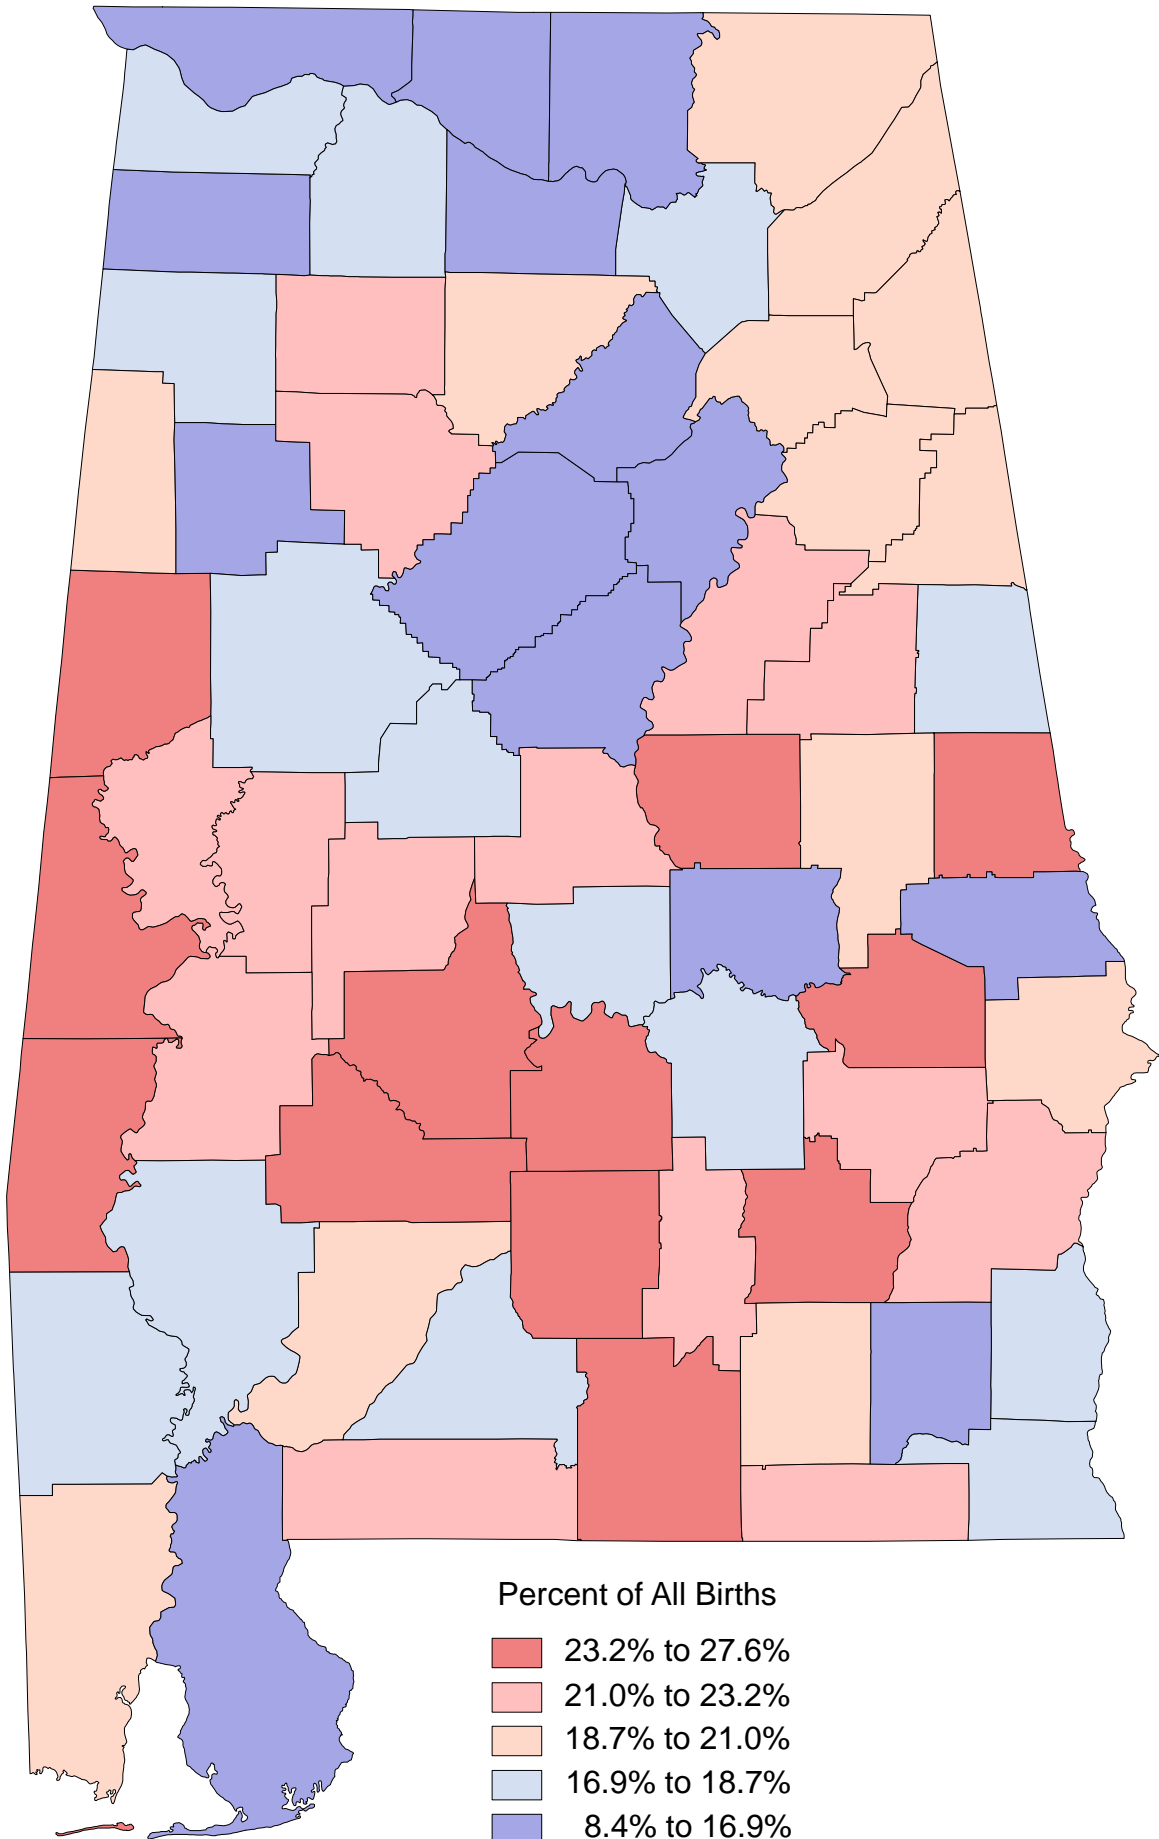 Percent of All Births
23.2% to 27.6%
21.0% to 23.2%
18.7% to 21.0%
16.9% to 18.7%
8.4% to 16.9%